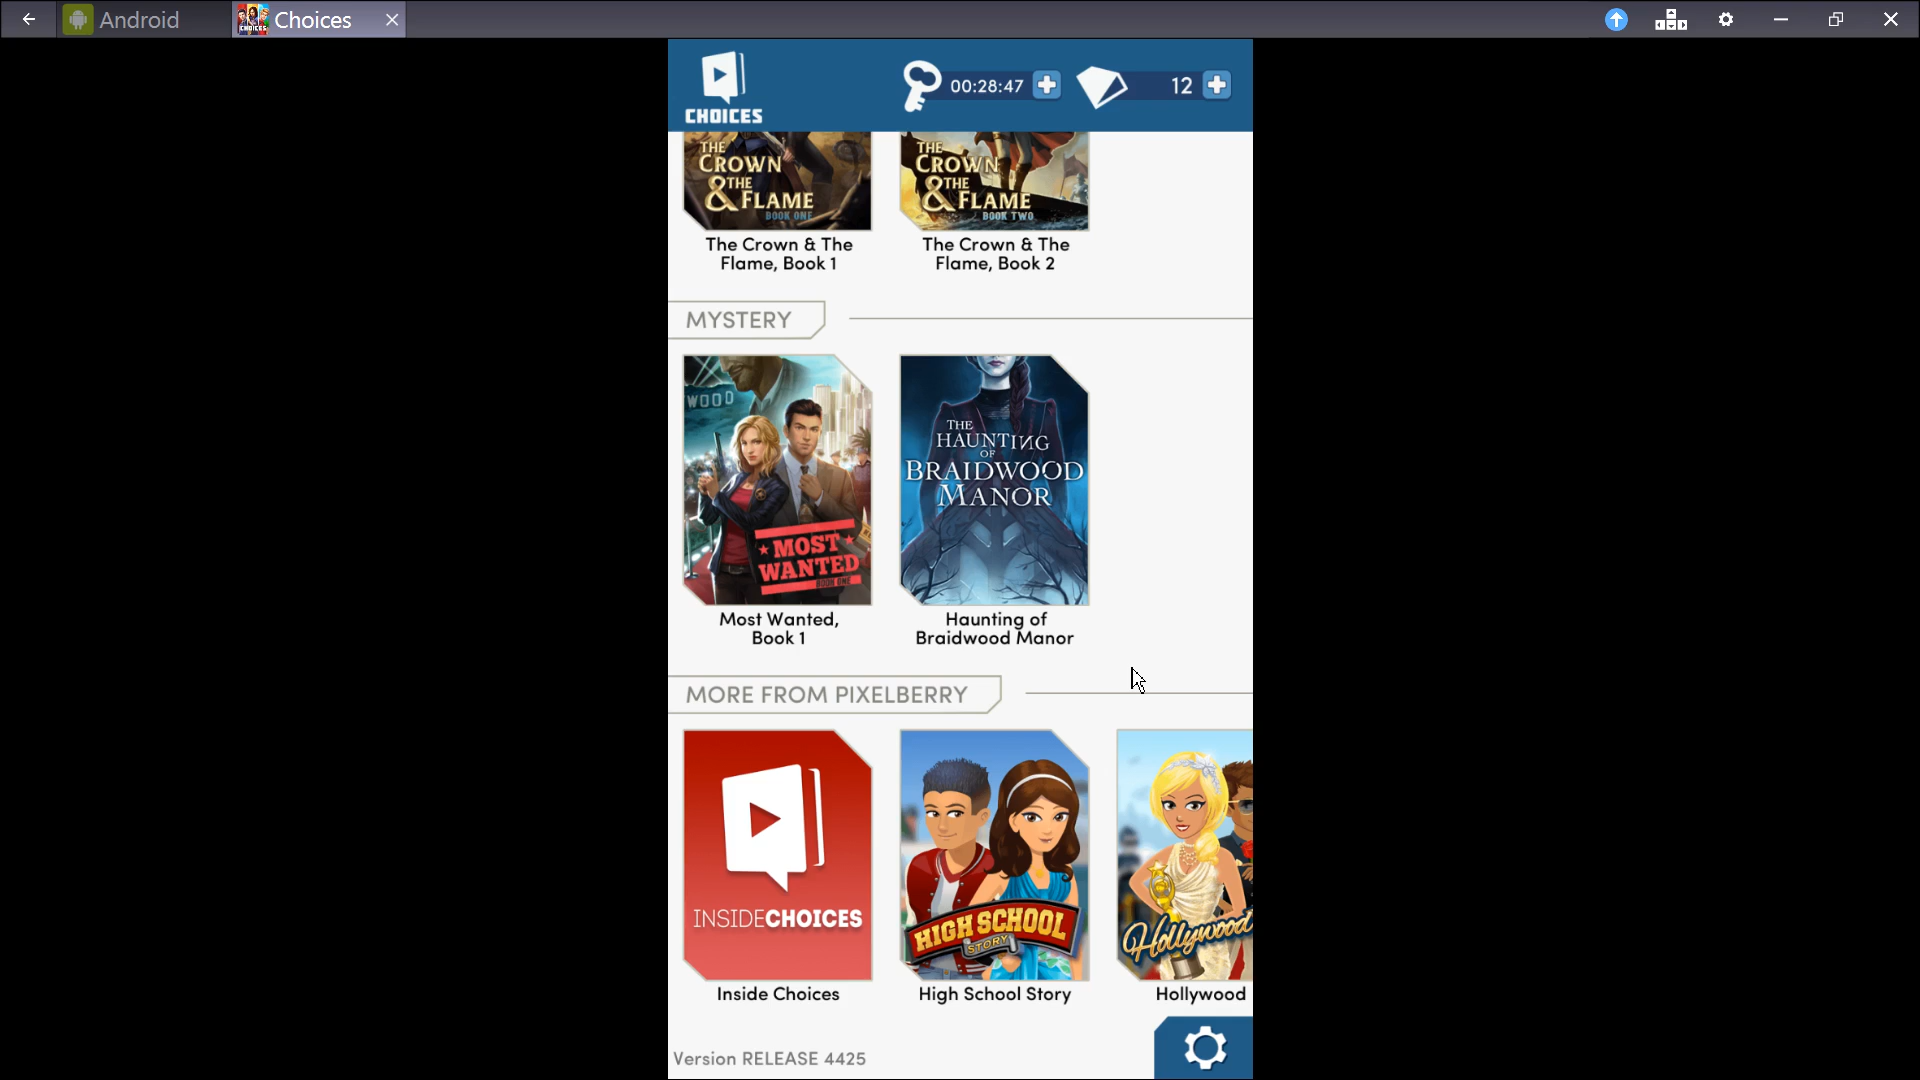 Android
Choices
CHOICES
00:28:47
12
THE
CROWN
& THE
FLAME
BOOK ONE
THE
CROWN
& THE
FLAME
BOOK TWO
The Crown & The
Flame, Book 1
The Crown & The
Flame, Book 2
MYSTERY
WOOD
MOST
WANTED
BOOK ONE
THE
HAUNTING
OF
BRAIDWOOD
MANOR
Most Wanted,
Book 1
Haunting of
Braidwood Manor
MORE FROM PIXELBERRY
INSIDECHOICES
HIGH SCHOOL
STORY
Hollywood
Inside Choices
High School Story
Hollywood
Version RELEASE 4425